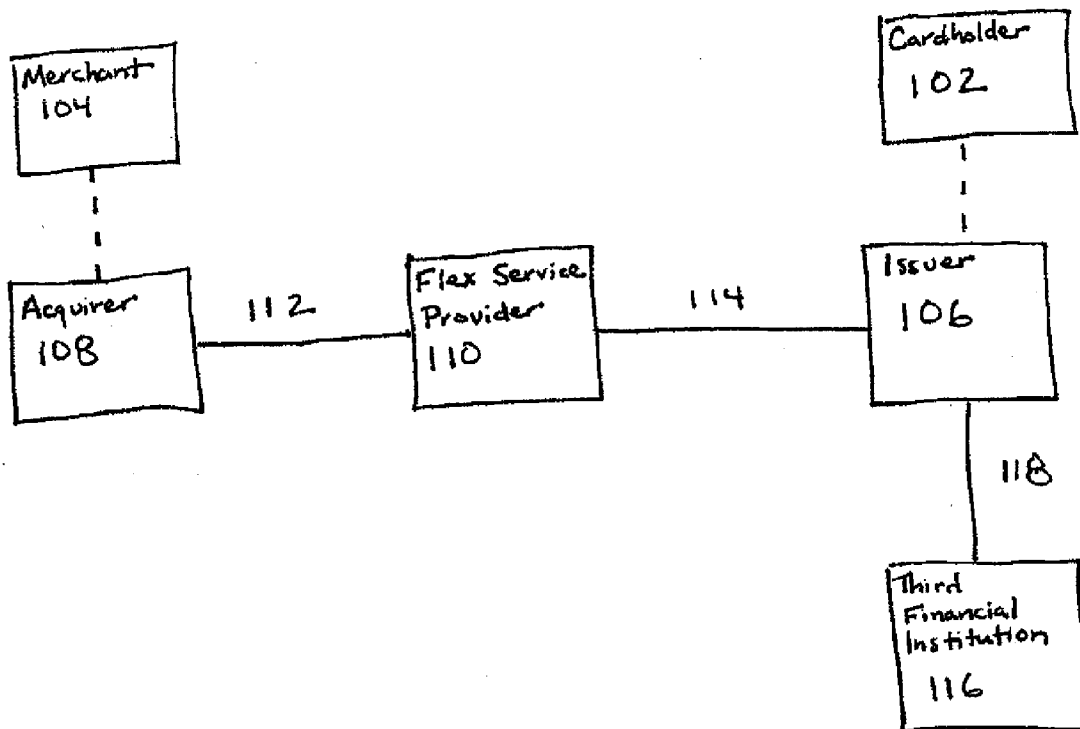 Merchant
104
Cardholder
102
Acquirer
108
112
Flex Service
Provider
110
114
Issuer
106
118
Third
Financial
Institution
116